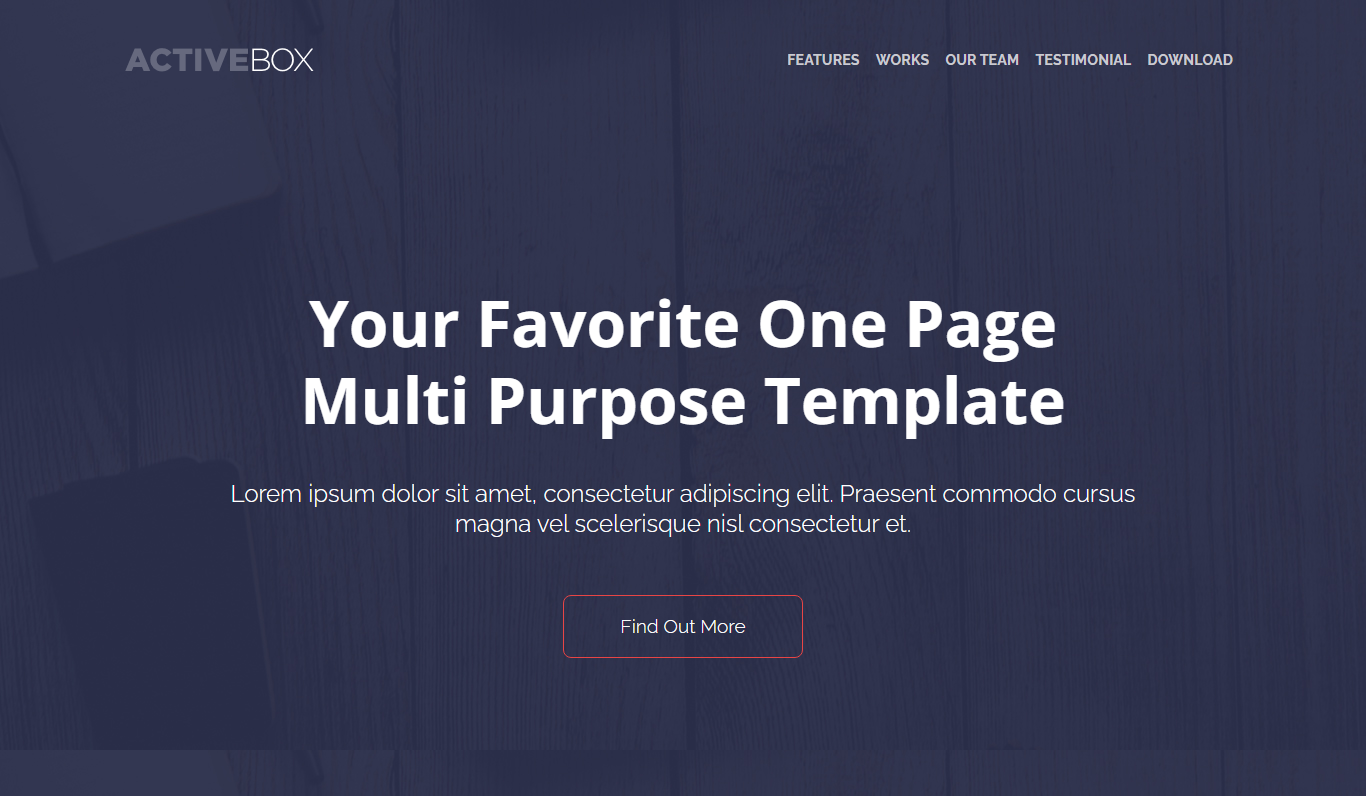 ACTIVEBOX
FEATURES WORKS OUR TEAM TESTIMONIAL DOWNLOAD
Your Favorite One Page
Multi Purpose Template
Lorem ipsum dolor sit amet, consectetur adipiscing elit. Praesent commodo cursus
magna vel scelerisque nisl consectetur et.
Find Out More